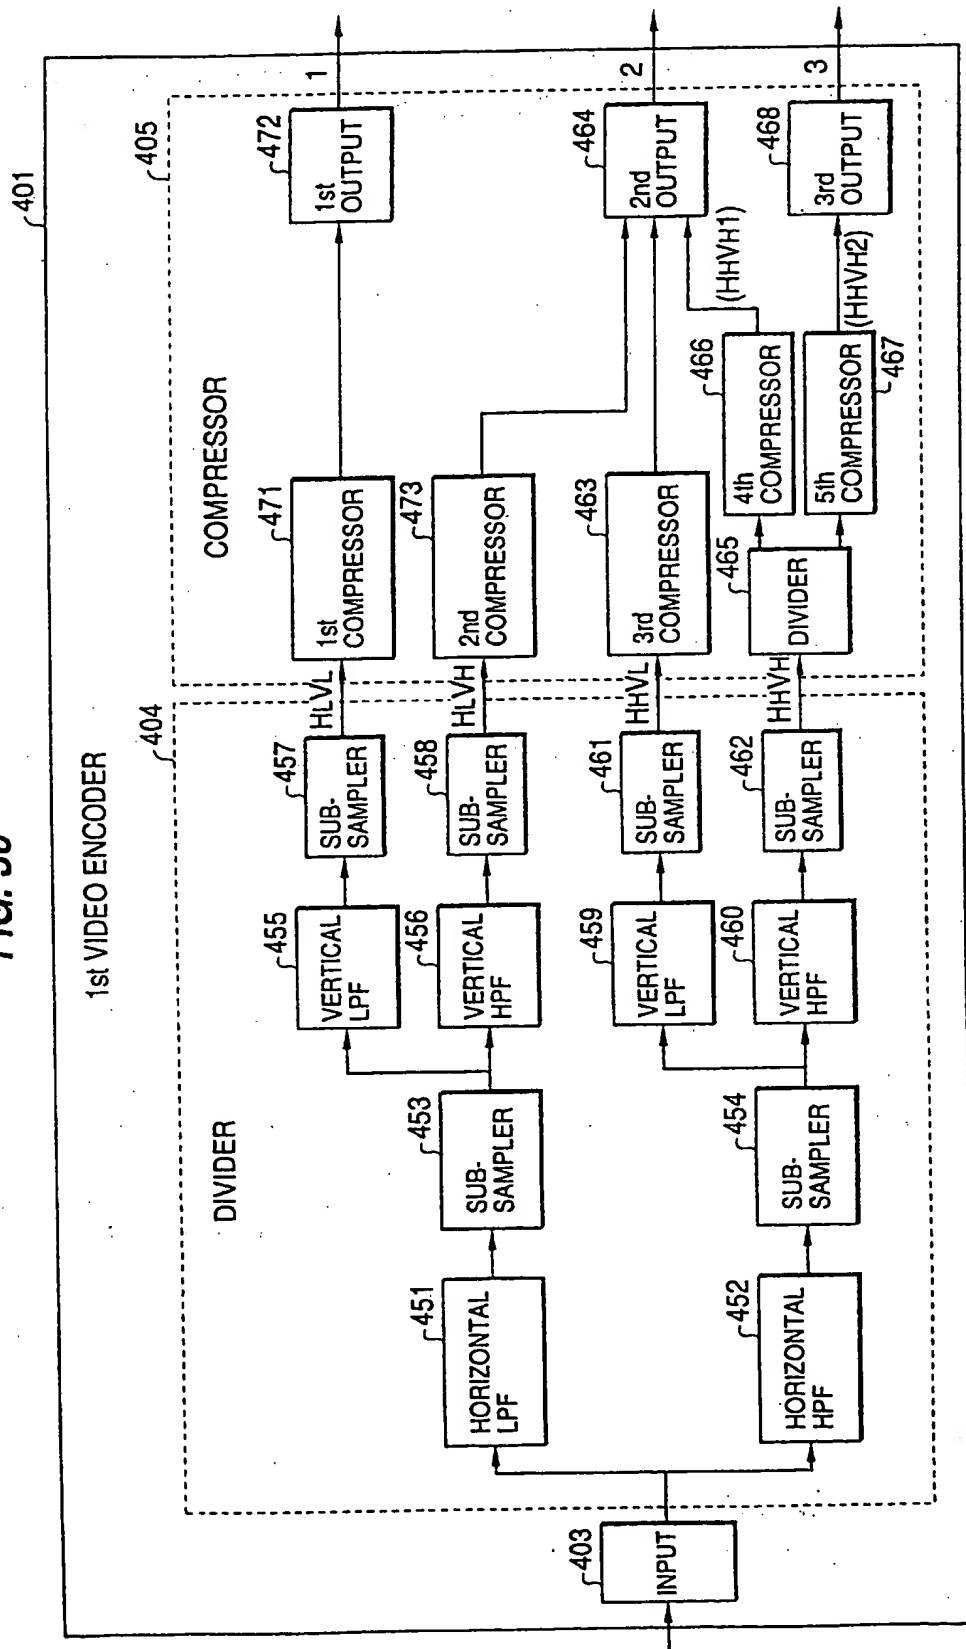 1st VIDEO ENCODER
401
DIVIDER
404
COMPRESSOR
405
403
INPUT
451
HORIZONTAL
LPF
453
SUB-
SAMPLER
455
VERTICAL
LPF
457
SUB-
SAMPLER
HLVL
471
1st
COMPRESSOR
472
1st
OUTPUT
1
456
VERTICAL
HPF
458
SUB-
SAMPLER
HLVH
473
2nd
COMPRESSOR
452
HORIZONTAL
HPF
454
SUB-
SAMPLER
459
VERTICAL
LPF
461
SUB-
SAMPLER
HHVL
463
3rd
COMPRESSOR
464
2nd
OUTPUT
2
460
VERTICAL
HPF
462
SUB-
SAMPLER
HHVH
465
DIVIDER
466
4th
COMPRESSOR
(HHVH1)
5th
COMPRESSOR
467
(HHVH2)
468
3rd
OUTPUT
3